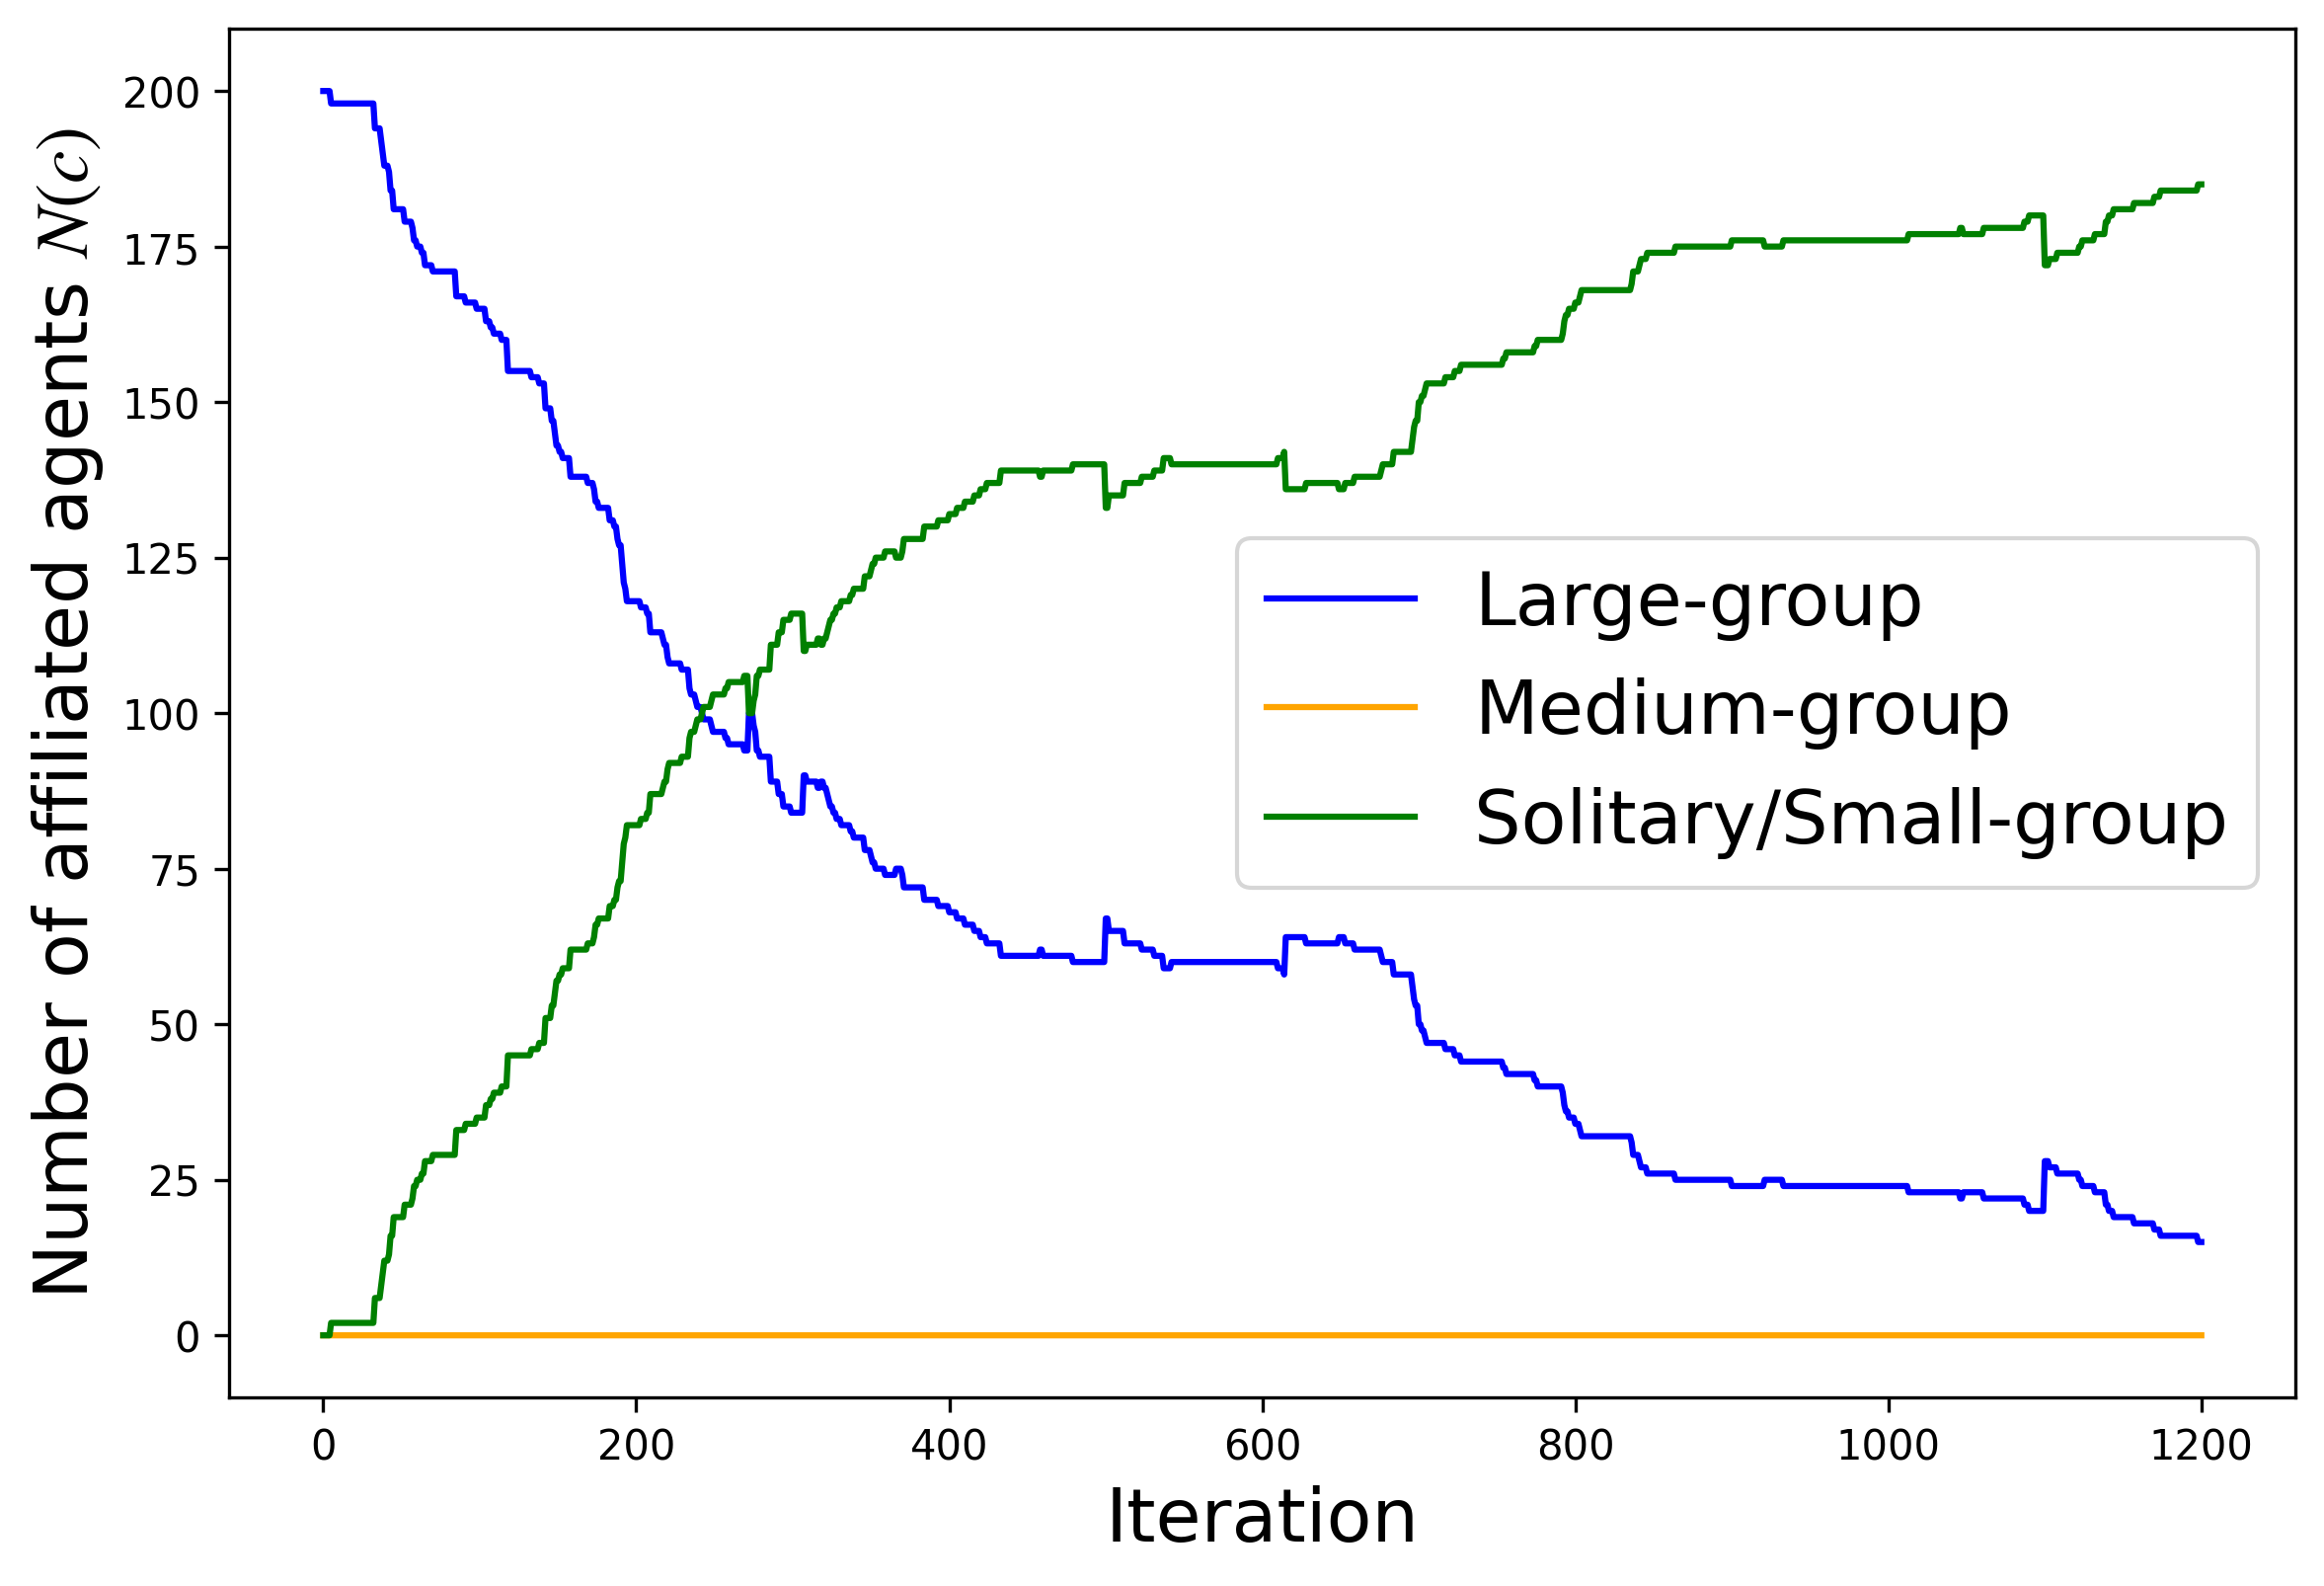 Number of affiliated agents N(c)
200
175
150
125
100
75
50
25
0
Large-group
Medium-group
Solitary/Small-group
0 200 400 600 800 1000 1200
Iteration